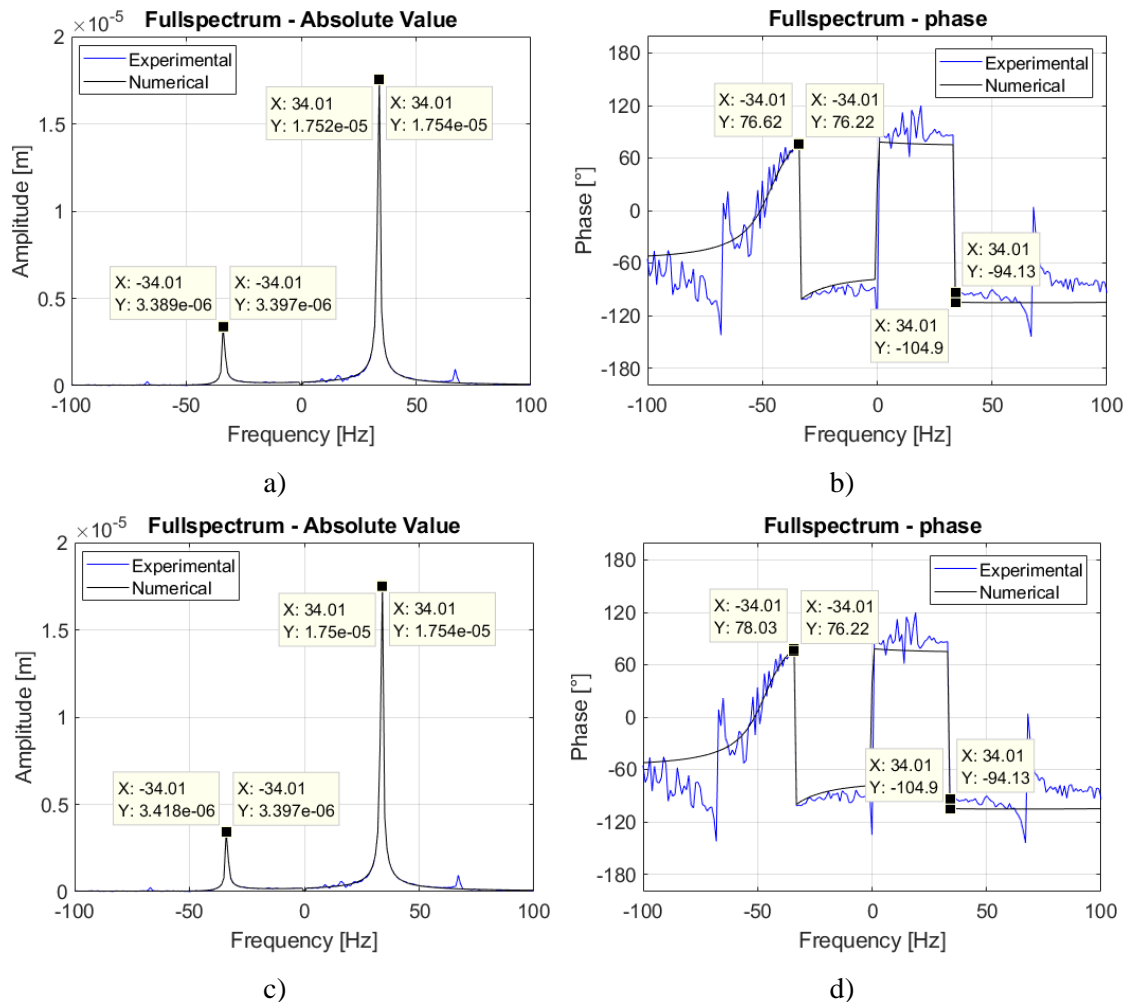 Fullspectrum - Absolute Value
×10-5
2
1.5
1
0.5
0
Amplitude [m]
Experimental
Numerical
X: 34.01
Y: 1.752e-05
X: 34.01
Y: 1.754e-05
X: -34.01
Y: 3.389e-06
X: -34.01
Y: 3.397e-06
-100 -50 0 50 100
Frequency [Hz]
a)
Fullspectrum - phase
180
120
60
0
-60
-120
-180
Phase [°]
Experimental
Numerical
X: -34.01
Y: 76.62
X: -34.01
Y: 76.22
X: 34.01
Y: -94.13
X: 34.01
Y: -104.9
-100 -50 0 50 100
Frequency [Hz]
b)
Fullspectrum - Absolute Value
×10-5
2
1.5
1
0.5
0
Amplitude [m]
Experimental
Numerical
X: 34.01
Y: 1.75e-05
X: 34.01
Y: 1.754e-05
X: -34.01
Y: 3.418e-06
X: -34.01
Y: 3.397e-06
-100 -50 0 50 100
Frequency [Hz]
c)
Fullspectrum - phase
180
120
60
0
-60
-120
-180
Phase [°]
Experimental
Numerical
X: -34.01
Y: 78.03
X: -34.01
Y: 76.22
X: 34.01
Y: -104.9
X: 34.01
Y: -94.13
-100 -50 0 50 100
Frequency [Hz]
d)